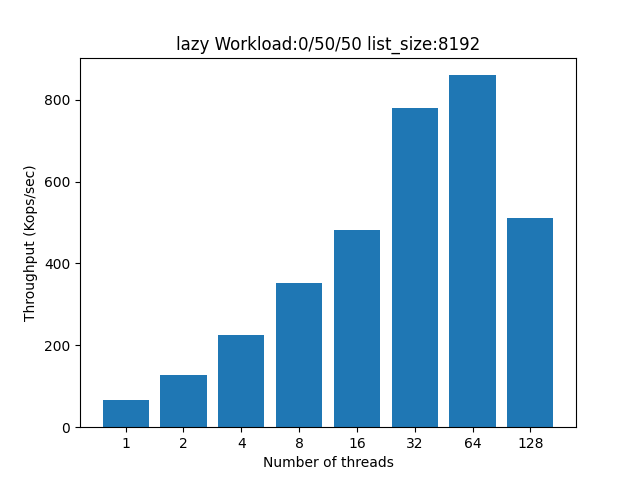 lazy Workload:0/50/50 list_size:8192
800
600
400
200
0
Throughput (Kops/sec)
1 2 4 8 16 32 64 128
Number of threads